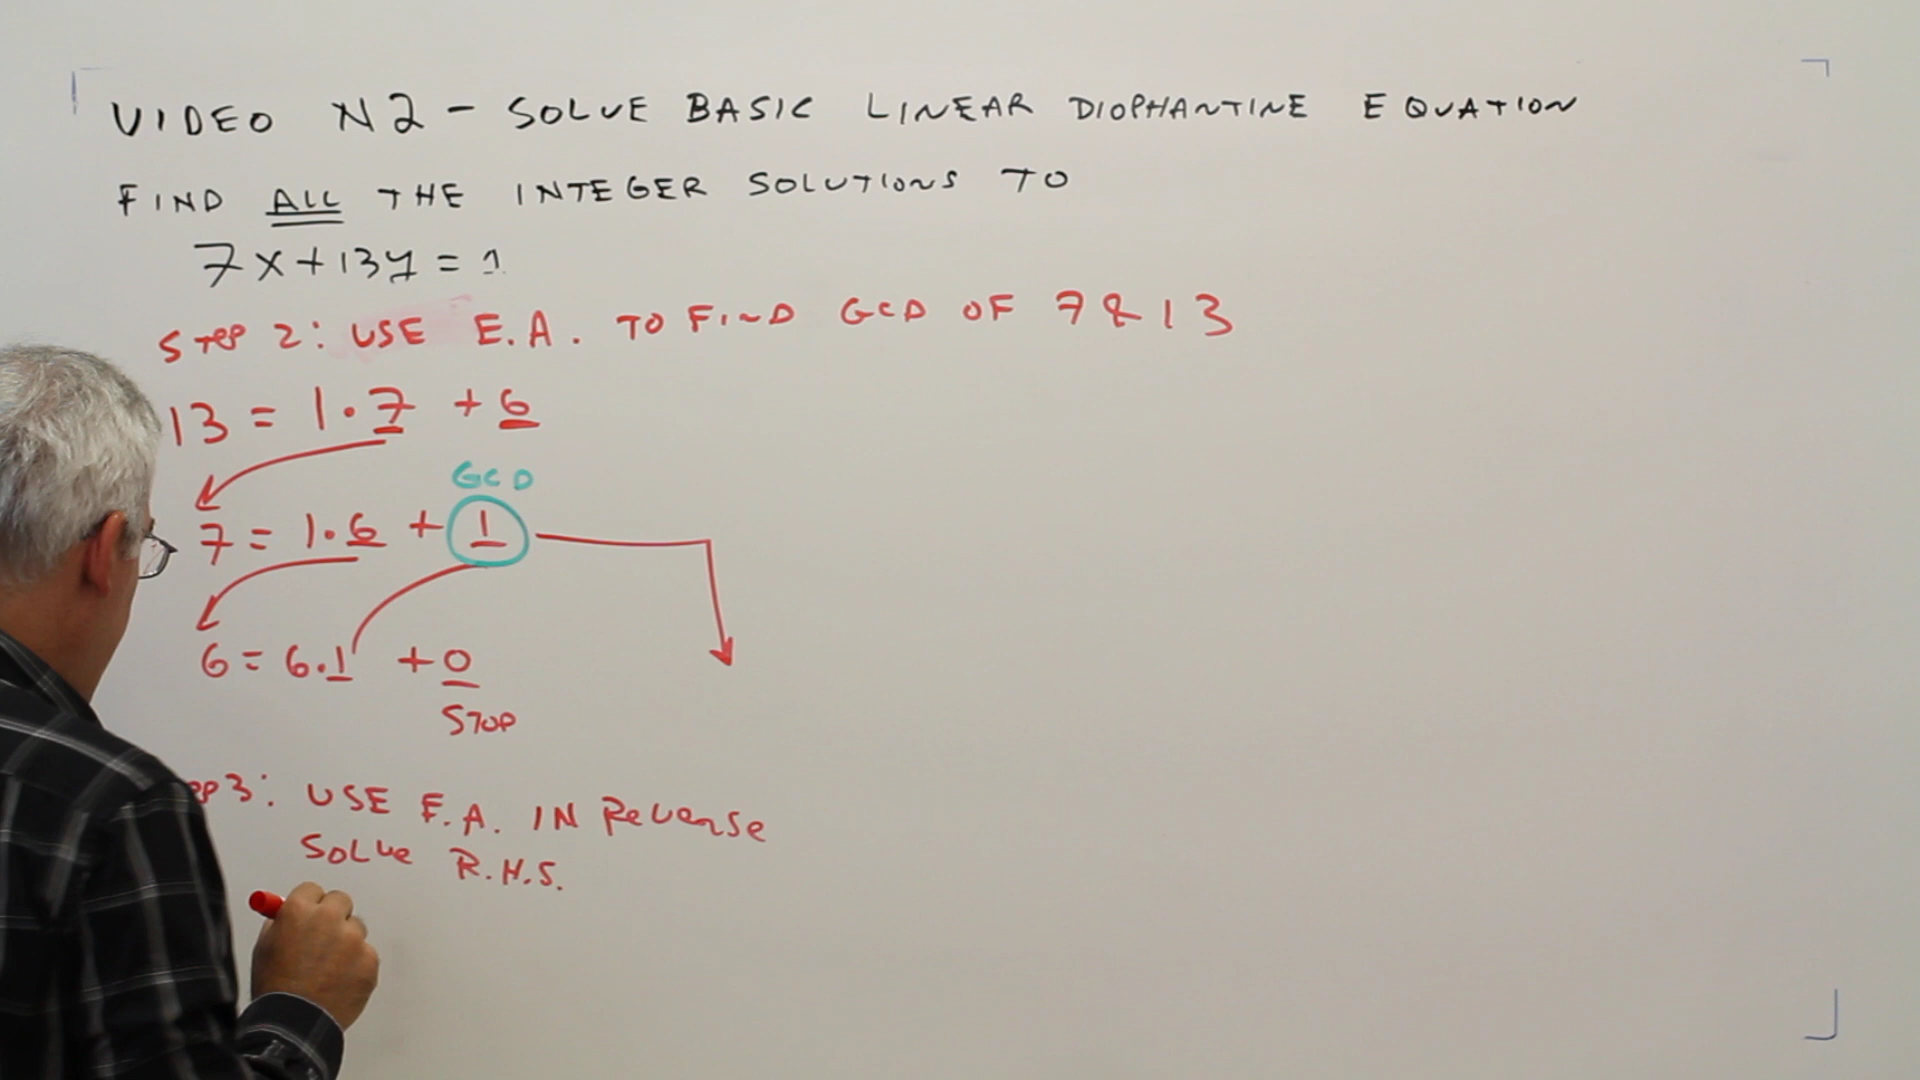 VIDEO N2 - SOLVE BASIC LINEAR DIOPHANTINE EQUATION
FIND ALL THE INTEGER SOLUTIONS TO
7x+13y = 1
STEP 2: USE E.A. TO FIND GCD OF 7 & 13
13 = 1.7 + 6
GCD
7 = 1.6 + 1
6 = 6.1 + 0
STOP
3: USE E.A. IN Reverse
SOLVe R.H.S.